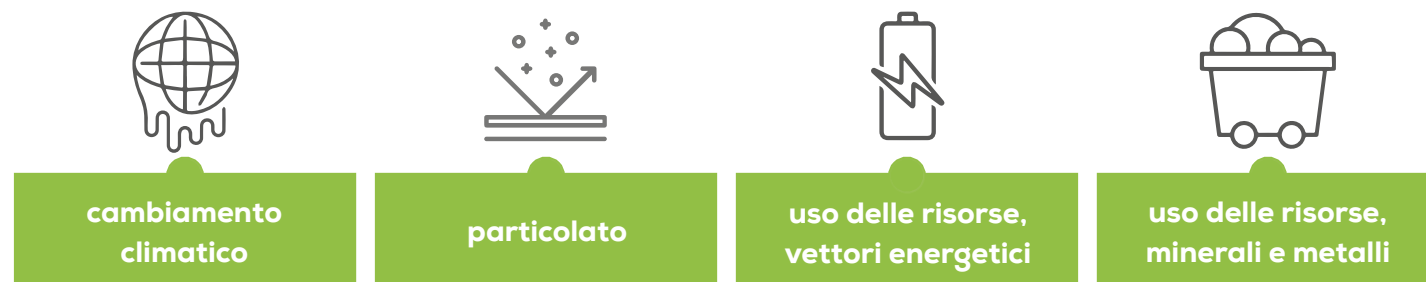 cambiamento
climatico
particolato
uso delle risorse,
vettori energetici
uso delle risorse,
minerali e metalli